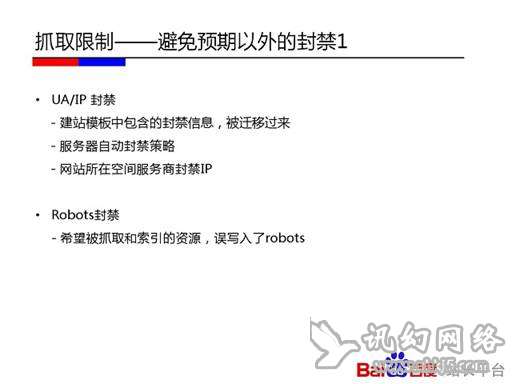 抓取限制——避免预期以外的封禁1
• UA/IP 封禁
- 建站模板中包含的封禁信息，被迁移过来
- 服务器自动封禁策略
- 网站所在空间服务商封禁IP
• Robots封禁
- 希望被抓取和索引的资源，误写入了robots
讯幻网络
Bai 百度 站长平台